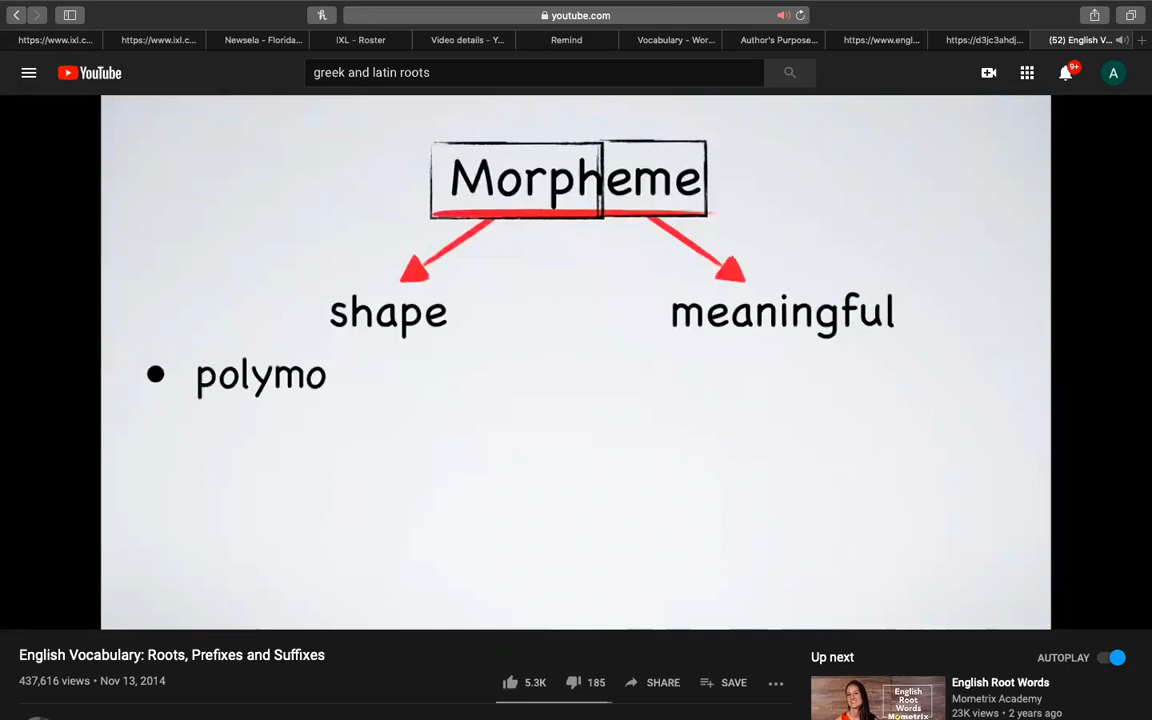 youtube.com
https://www.ixl.c...
https://www.ixl.c...
Newsela - Florida...
IXL - Roster
Video details - Y...
Remind
Vocabulary - Wor...
Author's Purpose...
https://www.engl...
https://d3jc3ahdj...
(52) English V...
YouTube
greek and latin roots
9+
A
Morpheme
shape
meaningful
• polymo
English Vocabulary: Roots, Prefixes and Suffixes
437,616 views • Nov 13, 2014
5.3K
185
SHARE
SAVE
Up next
AUTOPLAY
English Root Words
Mometrix Academy
23K views • 2 years ago
English
Root
Words
Mometrix